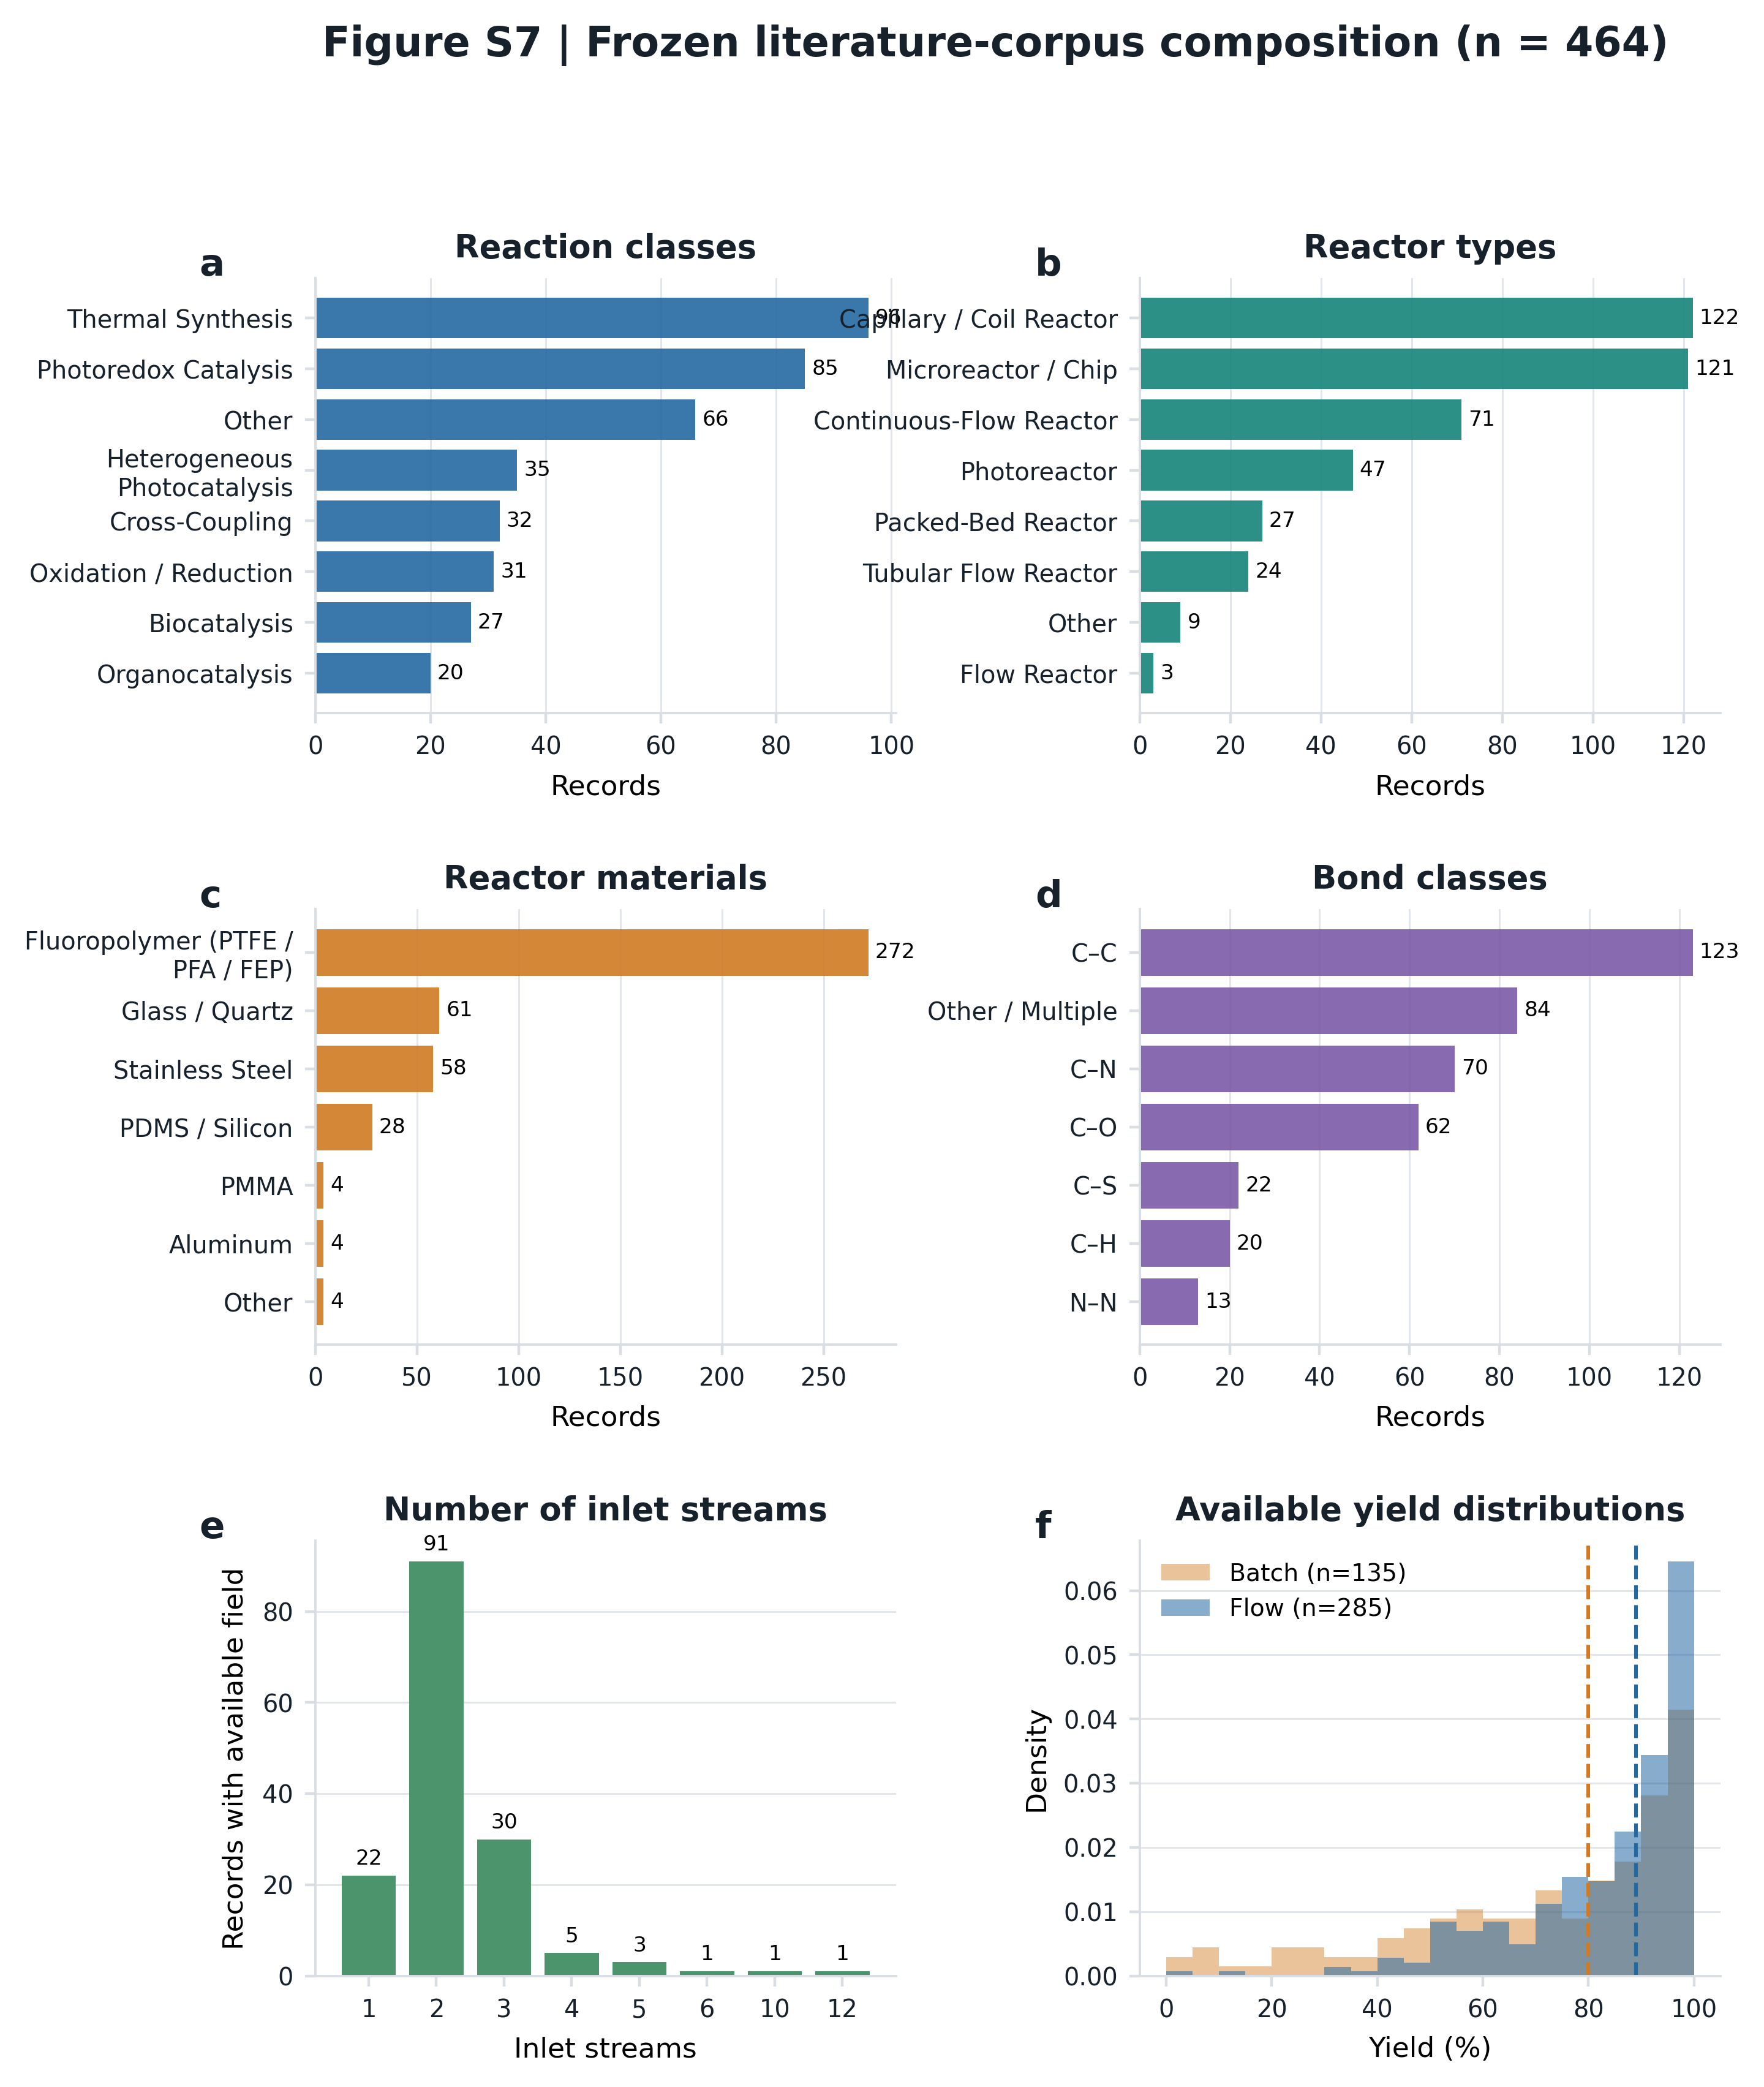 Figure S7 | Frozen literature-corpus composition (n = 464)
a
Reaction classes
Thermal Synthesis
96
Photoredox Catalysis
85
Other
66
Heterogeneous
Photocatalysis
35
Cross-Coupling
32
Oxidation / Reduction
31
Biocatalysis
27
Organocatalysis
20
0 20 40 60 80 100
Records
b
Reactor types
Capillary / Coil Reactor
122
Microreactor / Chip
121
Continuous-Flow Reactor
71
Photoreactor
47
Packed-Bed Reactor
27
Tubular Flow Reactor
24
Other
9
Flow Reactor
3
0 20 40 60 80 100 120
Records
c
Reactor materials
Fluoropolymer (PTFE /
PFA / FEP)
272
Glass / Quartz
61
Stainless Steel
58
PDMS / Silicon
28
PMMA
4
Aluminum
4
Other
4
0 50 100 150 200 250
Records
d
Bond classes
C–C
123
Other / Multiple
84
C–N
70
C–O
62
C–S
22
C–H
20
N–N
13
0 20 40 60 80 100 120
Records
e
Number of inlet streams
Records with available field
80
60
40
20
0
22
91
30
5
3
1
1
1
1 2 3 4 5 6 10 12
Inlet streams
f
Available yield distributions
Batch (n=135)
Flow (n=285)
Density
0.06
0.05
0.04
0.03
0.02
0.01
0.00
0 20 40 60 80 100
Yield (%)